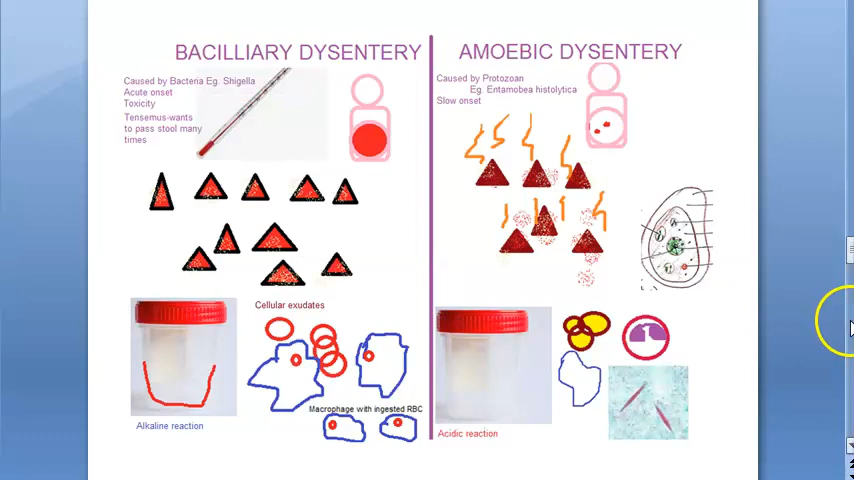 BACILLIARY DYSENTERY
Caused by Bacteria Eg. Shigella
Acute onset
Toxicity
Tensemus-wants
to pass stool many
times
Cellular exudates
Macrophage with ingested RBC
Alkaline reaction
AMOEBIC DYSENTERY
Caused by Protozoan
Eg. Entamobea histolytica
Slow onset
Acidic reaction